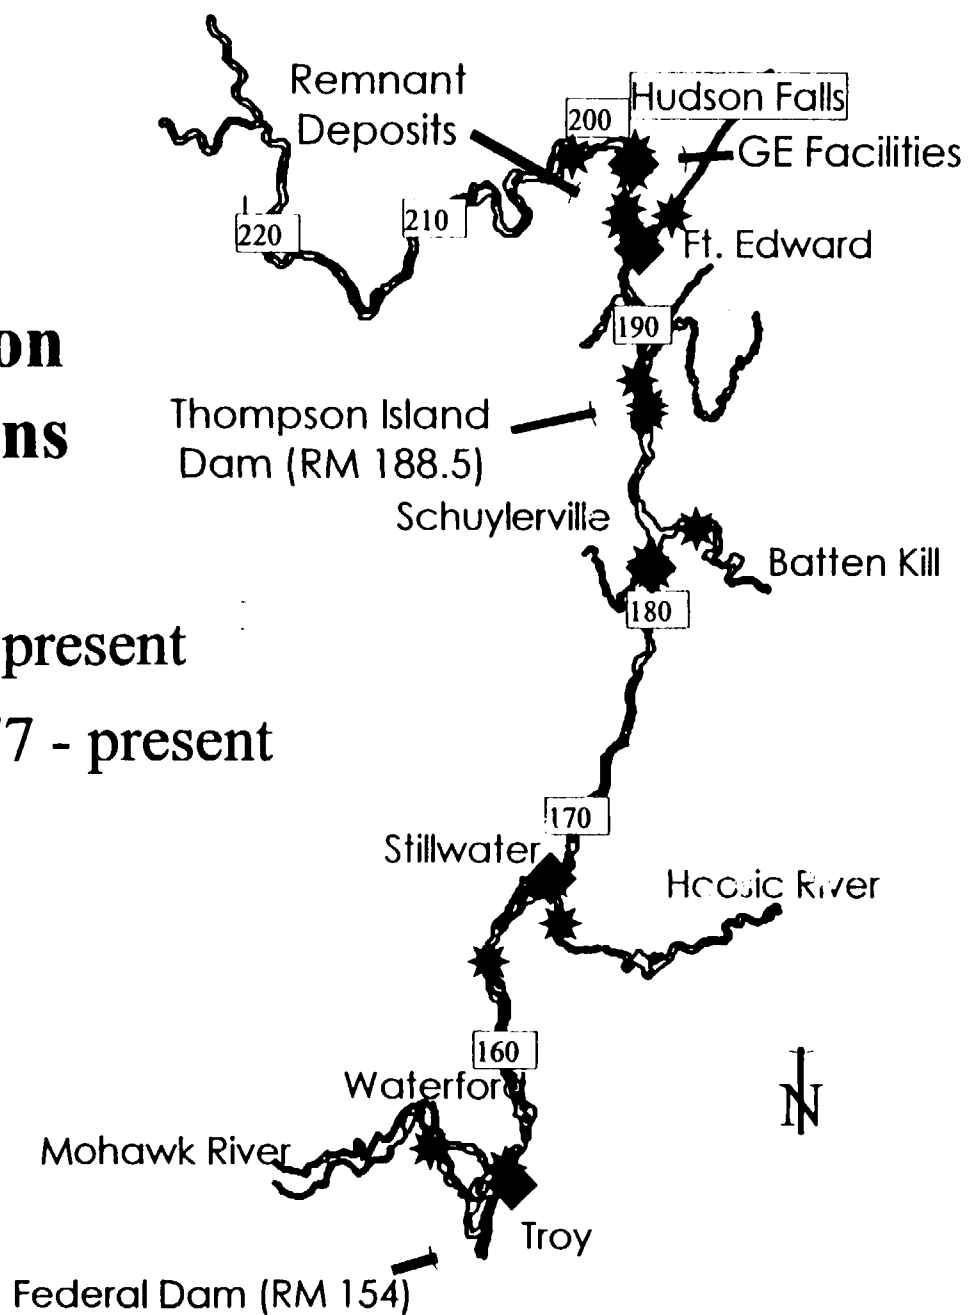 Remnant
Deposits
200
Hudson Falls
GE Facilities
220
210
Ft. Edward
190
on
ns
Thompson Island
Dam (RM 188.5)
Schuylerville
Batten Kill
180
present
7 - present
170
Stillwater
Hoosic River
160
Waterford
N
Mohawk River
Troy
Federal Dam (RM 154)